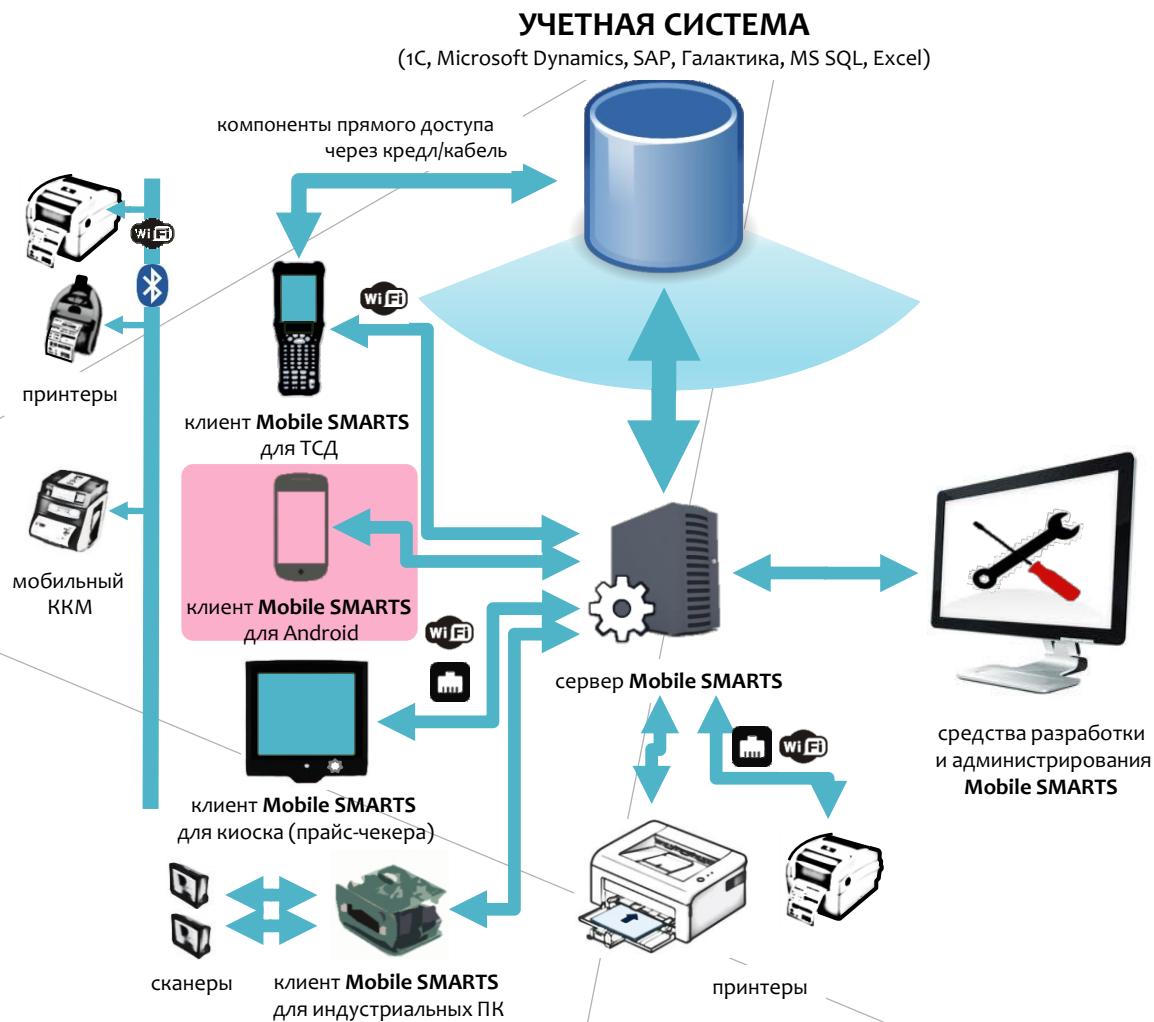 УЧЕТНАЯ СИСТЕМА
(1С, Microsoft Dynamics, SAP, Галактика, MS SQL, Excel)
компоненты прямого доступа
через кредл/кабель
Wi Fi
Wi Fi
принтеры
клиент Mobile SMARTS
для ТСД
мобильный
ККМ
клиент Mobile SMARTS
для Android
Wi Fi
сервер Mobile SMARTS
Wi Fi
средства разработки
и администрирования
Mobile SMARTS
клиент Mobile SMARTS
для киоска (прайс-чекера)
сканеры
клиент Mobile SMARTS
для индустриальных ПК
принтеры